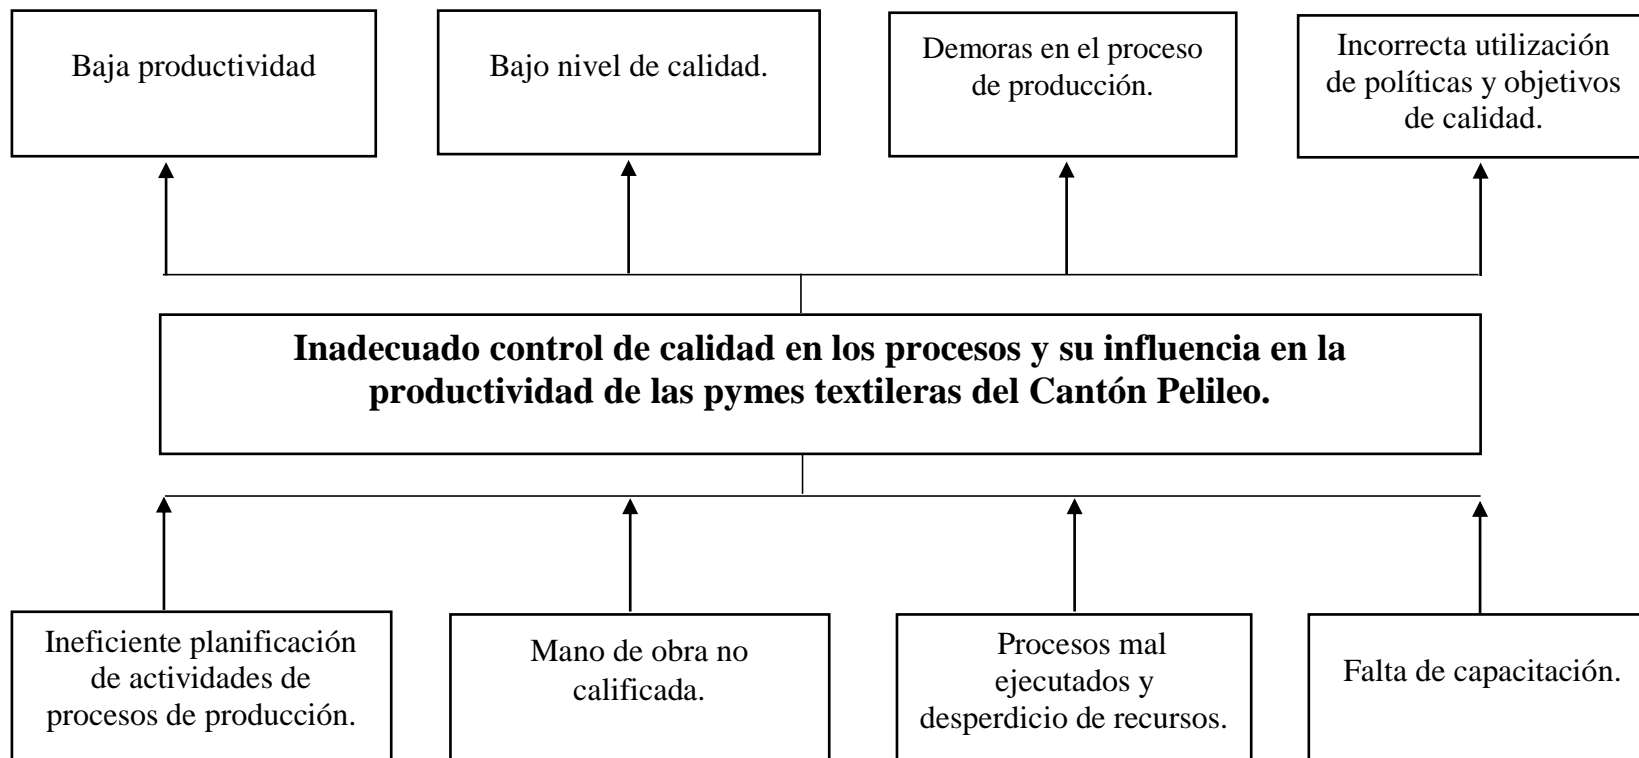 Baja productividad
Bajo nivel de calidad.
Demoras en el proceso
de producción.
Incorrecta utilización
de políticas y objetivos
de calidad.
Inadecuado control de calidad en los procesos y su influencia en la
productividad de las pymes textileras del Cantón Pelileo.
Ineficiente planificación
de actividades de
procesos de producción.
Mano de obra no
calificada.
Procesos mal
ejecutados y
desperdicio de recursos.
Falta de capacitación.